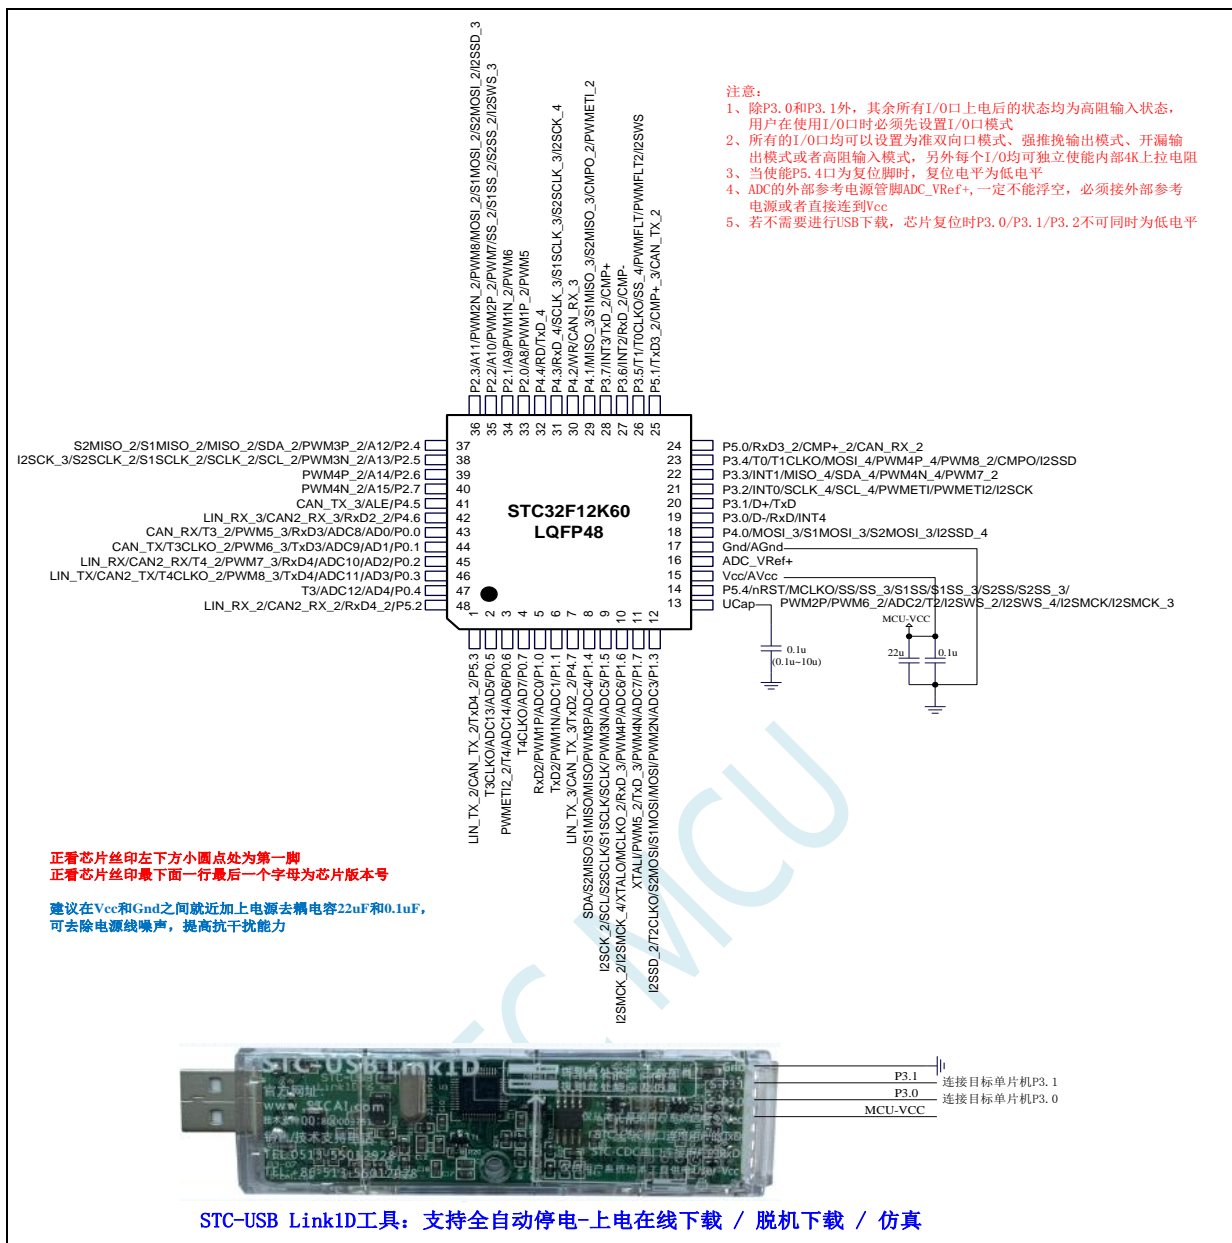 P2.3/A11/PWM2N_2/PWM8/MOSI_2/S1MOSI_2/S2MOSI_2/I2SSD_3
P2.2/A10/PWM2P_2/PWM7/SS_2/S1SS_2/S2SS_2/I2SWS_3
P2.1/A9/PWM1N_2/PWM6
P2.0/A8/PWM1P_2/PWM5
P4.4/RD/TxD_4
P4.3/RxD_4/SCLK_3/S1SCLK_3/S2SCLK_3/I2SCK_4
P4.2/WR/CAN_RX_3
P4.1/MISO_3/S1MISO_3/S2MISO_3/CMPO_2/PWMETI_2
P3.7/INT3/TxD_2/CMP+
P3.6/INT2/RxD_2/CMP-
P3.5/T1/T0CLKO/SS_4/PWMFLT/PWMFLT2/I2SWS
P5.1/TxD3_2/CMP+_3/CAN_TX_2
36 35 34 33 32 31 30 29 28 27 26 25
注意：
1、除P3.0和P3.1外，其余所有I/O口上电后的状态均为高阻输入状态，
用户在使用I/O口时必须先设置I/O口模式
2、所有的I/O口均可以设置为准双向口模式、强推挽输出模式、开漏输
出模式或者高阻输入模式，另外每个I/O均可独立使能内部4K上拉电阻
3、当使能P5.4口为复位脚时，复位电平为低电平
4、ADC的外部参考电源管脚ADC_VRef+,一定不能浮空，必须接外部参考
电源或者直接连到Vcc
5、若不需要进行USB下载，芯片复位时P3.0/P3.1/P3.2不可同时为低电平
S2MISO_2/S1MISO_2/MISO_2/SDA_2/PWM3P_2/A12/P2.4 37
I2SCK_3/S2SCLK_2/S1SCLK_2/SCLK_2/SCL_2/PWM3N_2/A13/P2.5 38
PWM4P_2/A14/P2.6 39
PWM4N_2/A15/P2.7 40
CAN_TX_3/ALE/P4.5 41
LIN_RX_3/CAN2_RX_3/RxD2_2/P4.6 42
CAN_RX/T3_2/PWM5_3/RxD3/ADC8/AD0/P0.0 43
CAN_TX/T3CLKO_2/PWM6_3/TxD3/ADC9/AD1/P0.1 44
LIN_RX/CAN2_RX/T4_2/PWM7_3/RxD4/ADC10/AD2/P0.2 45
LIN_TX/CAN2_TX/T4CLKO_2/PWM8_3/TxD4/ADC11/AD3/P0.3 46
T3/ADC12/AD4/P0.4 47
LIN_RX_2/CAN2_RX_2/RxD4_2/P5.2 48
STC32F12K60
LQFP48
24 P5.0/RxD3_2/CMP+_2/CAN_RX_2
23 P3.4/T0/T1CLKO/MOSI_4/PWM4P_4/PWM8_2/CMPO/I2SSD
22 P3.3/INT1/MISO_4/SDA_4/PWM4N_4/PWM7_2
21 P3.2/INT0/SCLK_4/SCL_4/PWMETI/PWMETI2/I2SCK
20 P3.1/D+/TxD
19 P3.0/D-/RxD/INT4
18 P4.0/MOSI_3/S1MOSI_3/S2MOSI_3/I2SSD_4
17 Gnd/AGnd
16 ADC_VRef+
15 Vcc/AVcc
14 P5.4/nRST/MCLKO/SS/SS_3/S1SS/S1SS_3/S2SS/S2SS_3/
PWM2P/PWM6_2/ADC2/T2/I2SWS_2/I2SWS_4/I2SMCK/I2SMCK_3
13 UCap
MCU-VCC
0.1u
(0.1u~10u)
22u
0.1u
1 2 3 4 5 6 7 8 9 10 11 12
LIN_TX_2/CAN_TX_2/TxD4_2/P5.3
T3CLKO/ADC13/AD5/P0.5
PWMETI2_2/T4/ADC14/AD6/P0.6
T4CLKO/AD7/P0.7
RxD2/PWM1P/ADC0/P1.0
TxD2/PWM1N/ADC1/P1.1
LIN_TX_3/CAN_TX_3/TxD2_2/P4.7
SDA/S2MISO/S1MISO/MISO/PWM3P/ADC4/P1.4
I2SCK_2/SCL/S2SCLK/S1SCLK/SCLK/PWM3N/ADC5/P1.5
I2SMCK_2/I2SMCK_4/XTALO/MCLKO_2/RxD_3/PWM4P/ADC6/P1.6
XTALI/PWM5_2/TxD_3/PWM4N/ADC7/P1.7
I2SSD_2/T2CLKO/S2MOSI/S1MOSI/MOSI/PWM2N/ADC3/P1.3
正看芯片丝印左下方小圆点处为第一脚
正看芯片丝印最下面一行最后一个字母为芯片版本号
建议在Vcc和Gnd之间就近加上电源去耦电容22uF和0.1uF，
可去除电源线噪声，提高抗干扰能力
STC MCU
STC-USB Link1D
官方网址:
www.STCAI.com
技术支持电话
TEL:0513-55012928
Gnd
P3.1 连接目标单片机P3.1
P3.0 连接目标单片机P3.0
MCU-VCC
STC-USB Link1D工具：支持全自动停电-上电在线下载 / 脱机下载 / 仿真